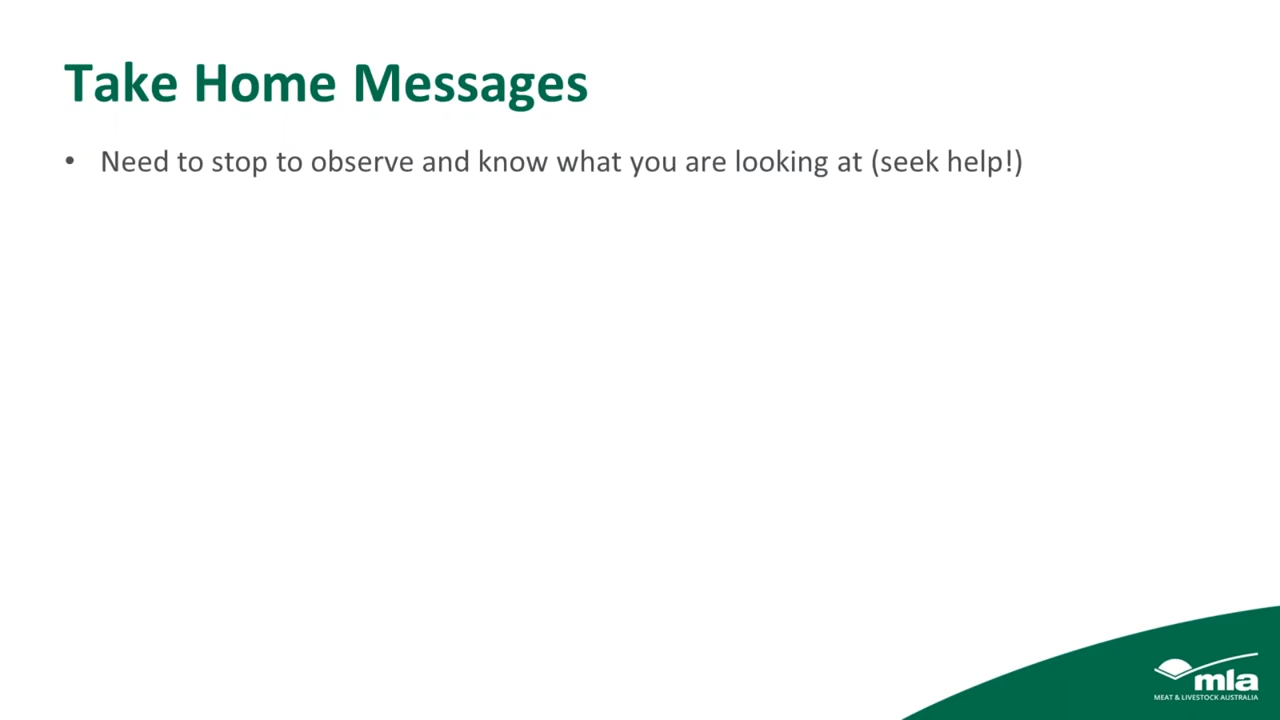 Take Home Messages
• Need to stop to observe and know what you are looking at (seek help!)
mla
MEAT & LIVESTOCK AUSTRALIA